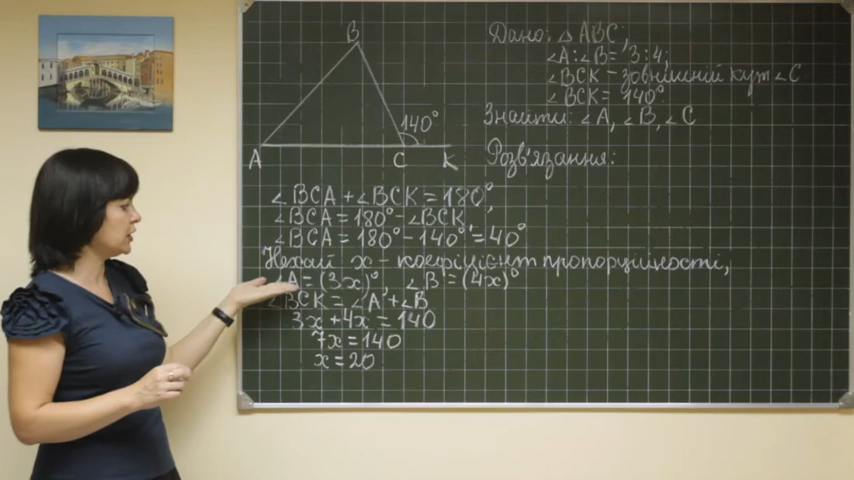 B
140°
A
C
K
Дано: △ABC;
∠A:∠B=3:4;
∠BCK – зовнішній кут ∠C
∠BCK = 140°.
Знайти: ∠A, ∠B, ∠C
Розв'язання:
∠BCA + ∠BCK = 180°,
∠BCA = 180° – ∠BCK,
∠BCA = 180° – 140° = 40°
Нехай x – коефіцієнт пропорційності,
∠A = (3x)°, ∠B = (4x)°
∠BCK = ∠A + ∠B
3x + 4x = 140
7x = 140
x = 20